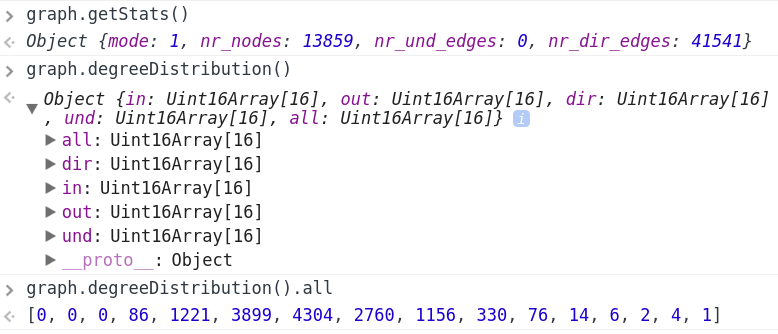 graph.getStats()
Object {mode: 1, nr_nodes: 13859, nr_und_edges: 0, nr_dir_edges: 41541}
graph.degreeDistribution()
Object {in: Uint16Array[16], out: Uint16Array[16], dir: Uint16Array[16]
, und: Uint16Array[16], all: Uint16Array[16]} i
all: Uint16Array[16]
dir: Uint16Array[16]
in: Uint16Array[16]
out: Uint16Array[16]
und: Uint16Array[16]
__proto__: Object
graph.degreeDistribution().all
[0, 0, 0, 86, 1221, 3899, 4304, 2760, 1156, 330, 76, 14, 6, 2, 4, 1]